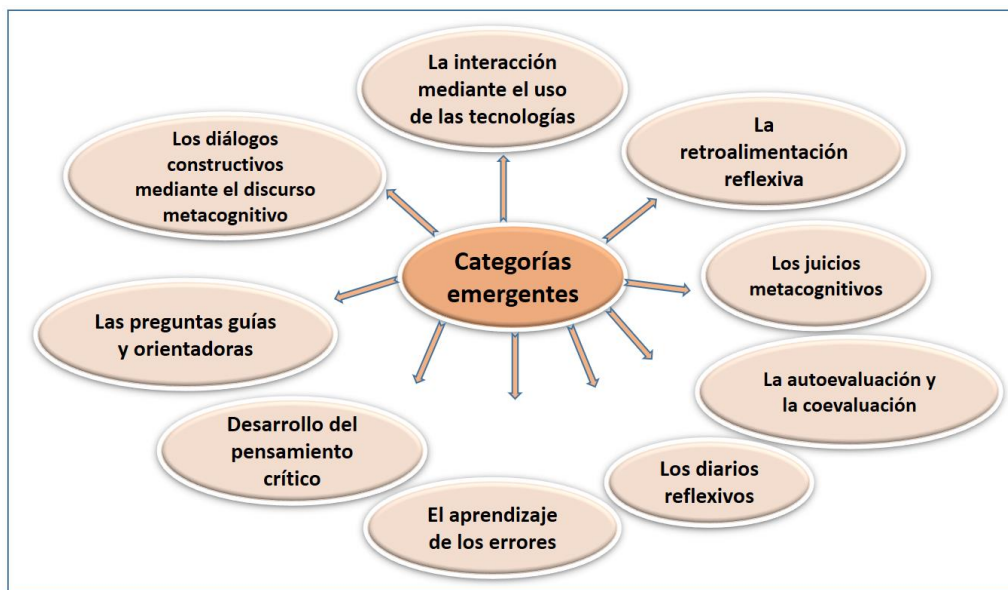 La interacción
mediante el uso
de las tecnologías
La
retroalimentación
reflexiva
Los diálogos
constructivos
mediante el discurso
metacognitivo
Categorías
emergentes
Los juicios
metacognitivos
Las preguntas guías
y orientadoras
La autoevaluación y
la coevaluación
Desarrollo del
pensamiento
crítico
Los diarios
reflexivos
El aprendizaje
de los errores